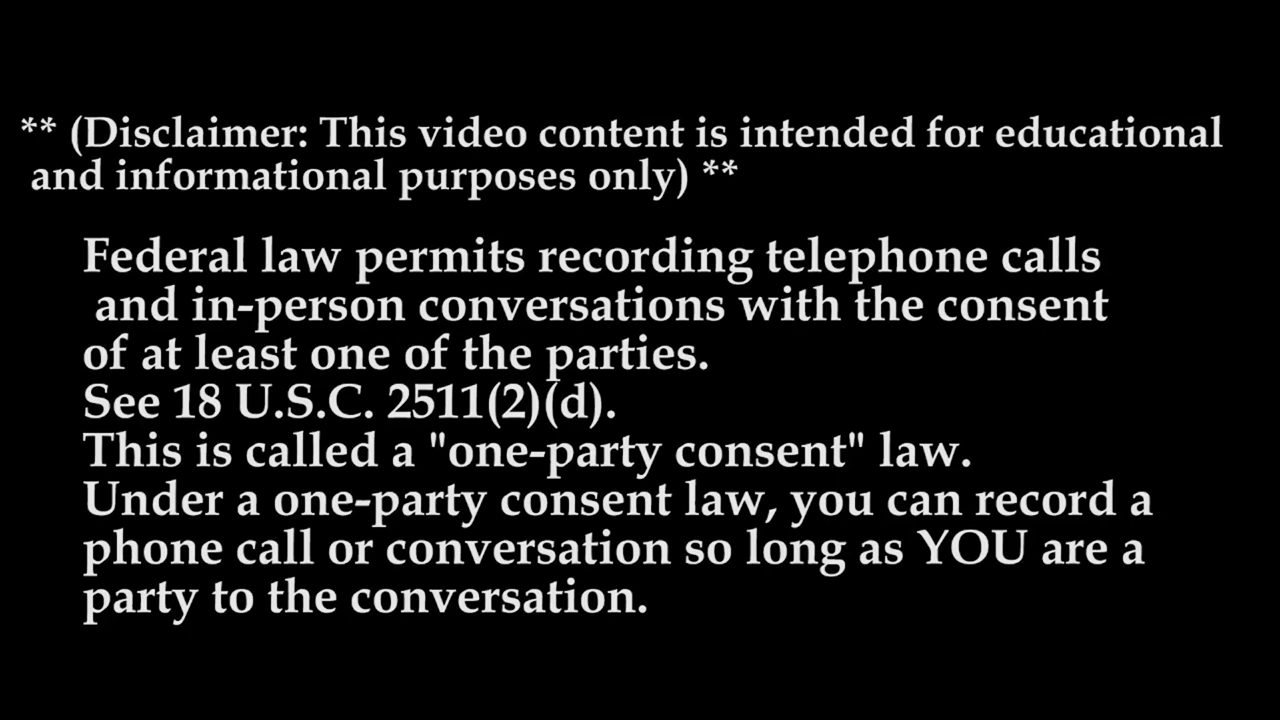 ** (Disclaimer: This video content is intended for educational
and informational purposes only) **
Federal law permits recording telephone calls
and in-person conversations with the consent
of at least one of the parties.
See 18 U.S.C. 2511(2)(d).
This is called a "one-party consent" law.
Under a one-party consent law, you can record a
phone call or conversation so long as YOU are a
party to the conversation.